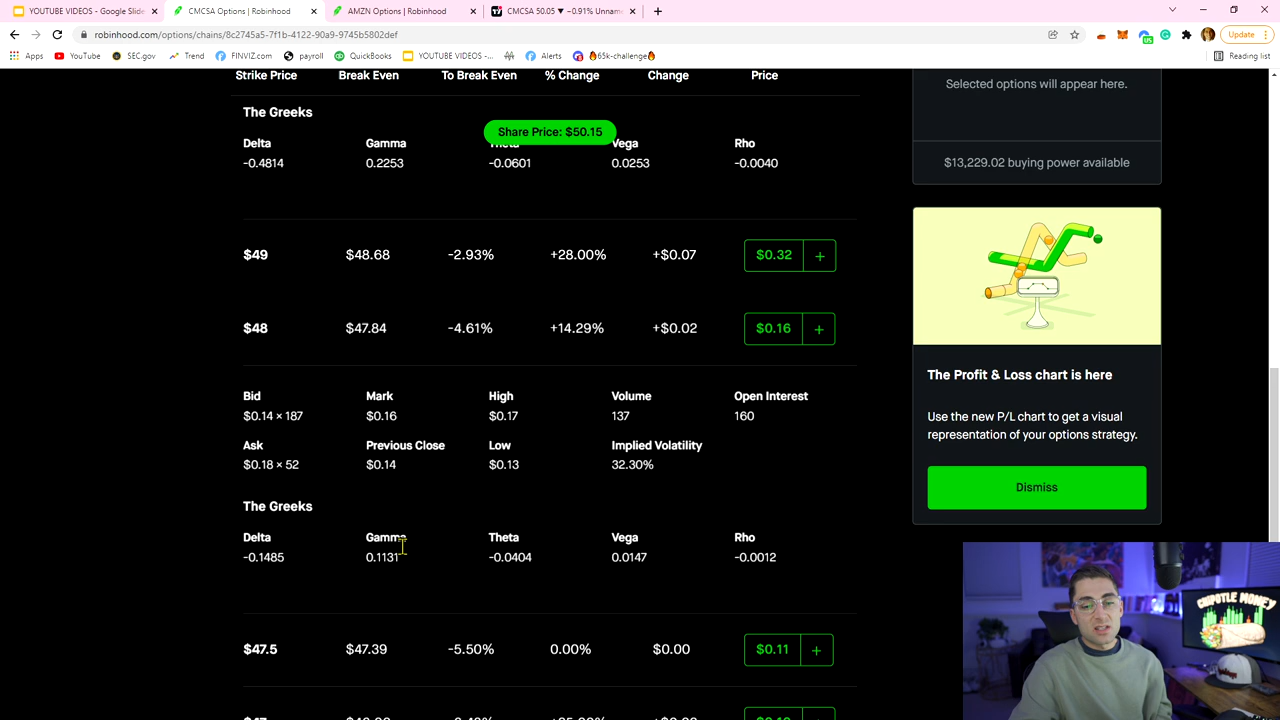 YOUTUBE VIDEOS - Google Slide
CMCSA Options | Robinhood
AMZN Options | Robinhood
CMCSA 50.05 ▼ −0.91% Unnam
robinhood.com/options/chains/8c2745a5-7f1b-4122-90a9-9745b5802def
Update
Apps
YouTube
SEC.gov
Trend
FINVIZ.com
payroll
QuickBooks
YOUTUBE VIDEOS -...
Alerts
🔥65k-challenge🔥
Reading list
Strike Price Break Even To Break Even % Change Change Price
The Greeks
Share Price: $50.15
Delta Gamma Theta Vega Rho
-0.4814 0.2253 -0.0601 0.0253 -0.0040
$49 $48.68 -2.93% +28.00% +$0.07 $0.32 +
$48 $47.84 -4.61% +14.29% +$0.02 $0.16 +
Bid Mark High Volume Open Interest
$0.14 × 187 $0.16 $0.17 137 160
Ask Previous Close Low Implied Volatility
$0.18 × 52 $0.14 $0.13 32.30%
The Greeks
Delta Gamma Theta Vega Rho
-0.1485 0.1131 -0.0404 0.0147 -0.0012
$47.5 $47.39 -5.50% 0.00% $0.00 $0.11 +
Selected options will appear here.
$13,229.02 buying power available
The Profit & Loss chart is here
Use the new P/L chart to get a visual
representation of your options strategy.
Dismiss
CHIPOTLE MONEY